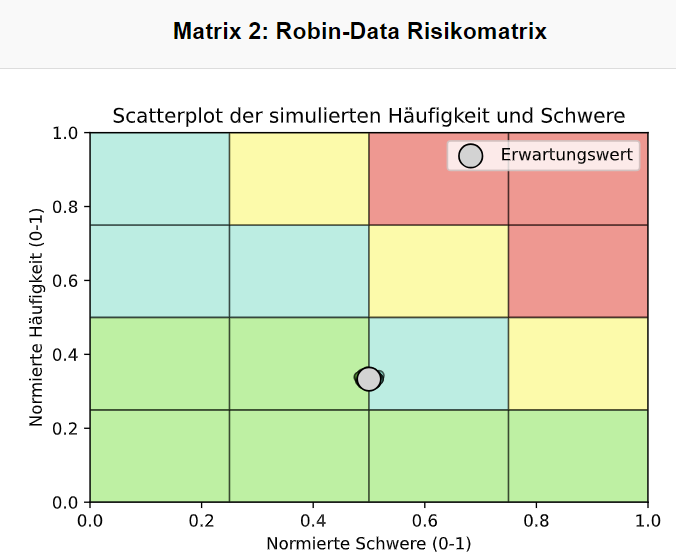 Matrix 2: Robin-Data Risikomatrix
Scatterplot der simulierten Häufigkeit und Schwere
Erwartungswert
Normierte Häufigkeit (0-1)
1.0
0.8
0.6
0.4
0.2
0.0
0.0 0.2 0.4 0.6 0.8 1.0
Normierte Schwere (0-1)